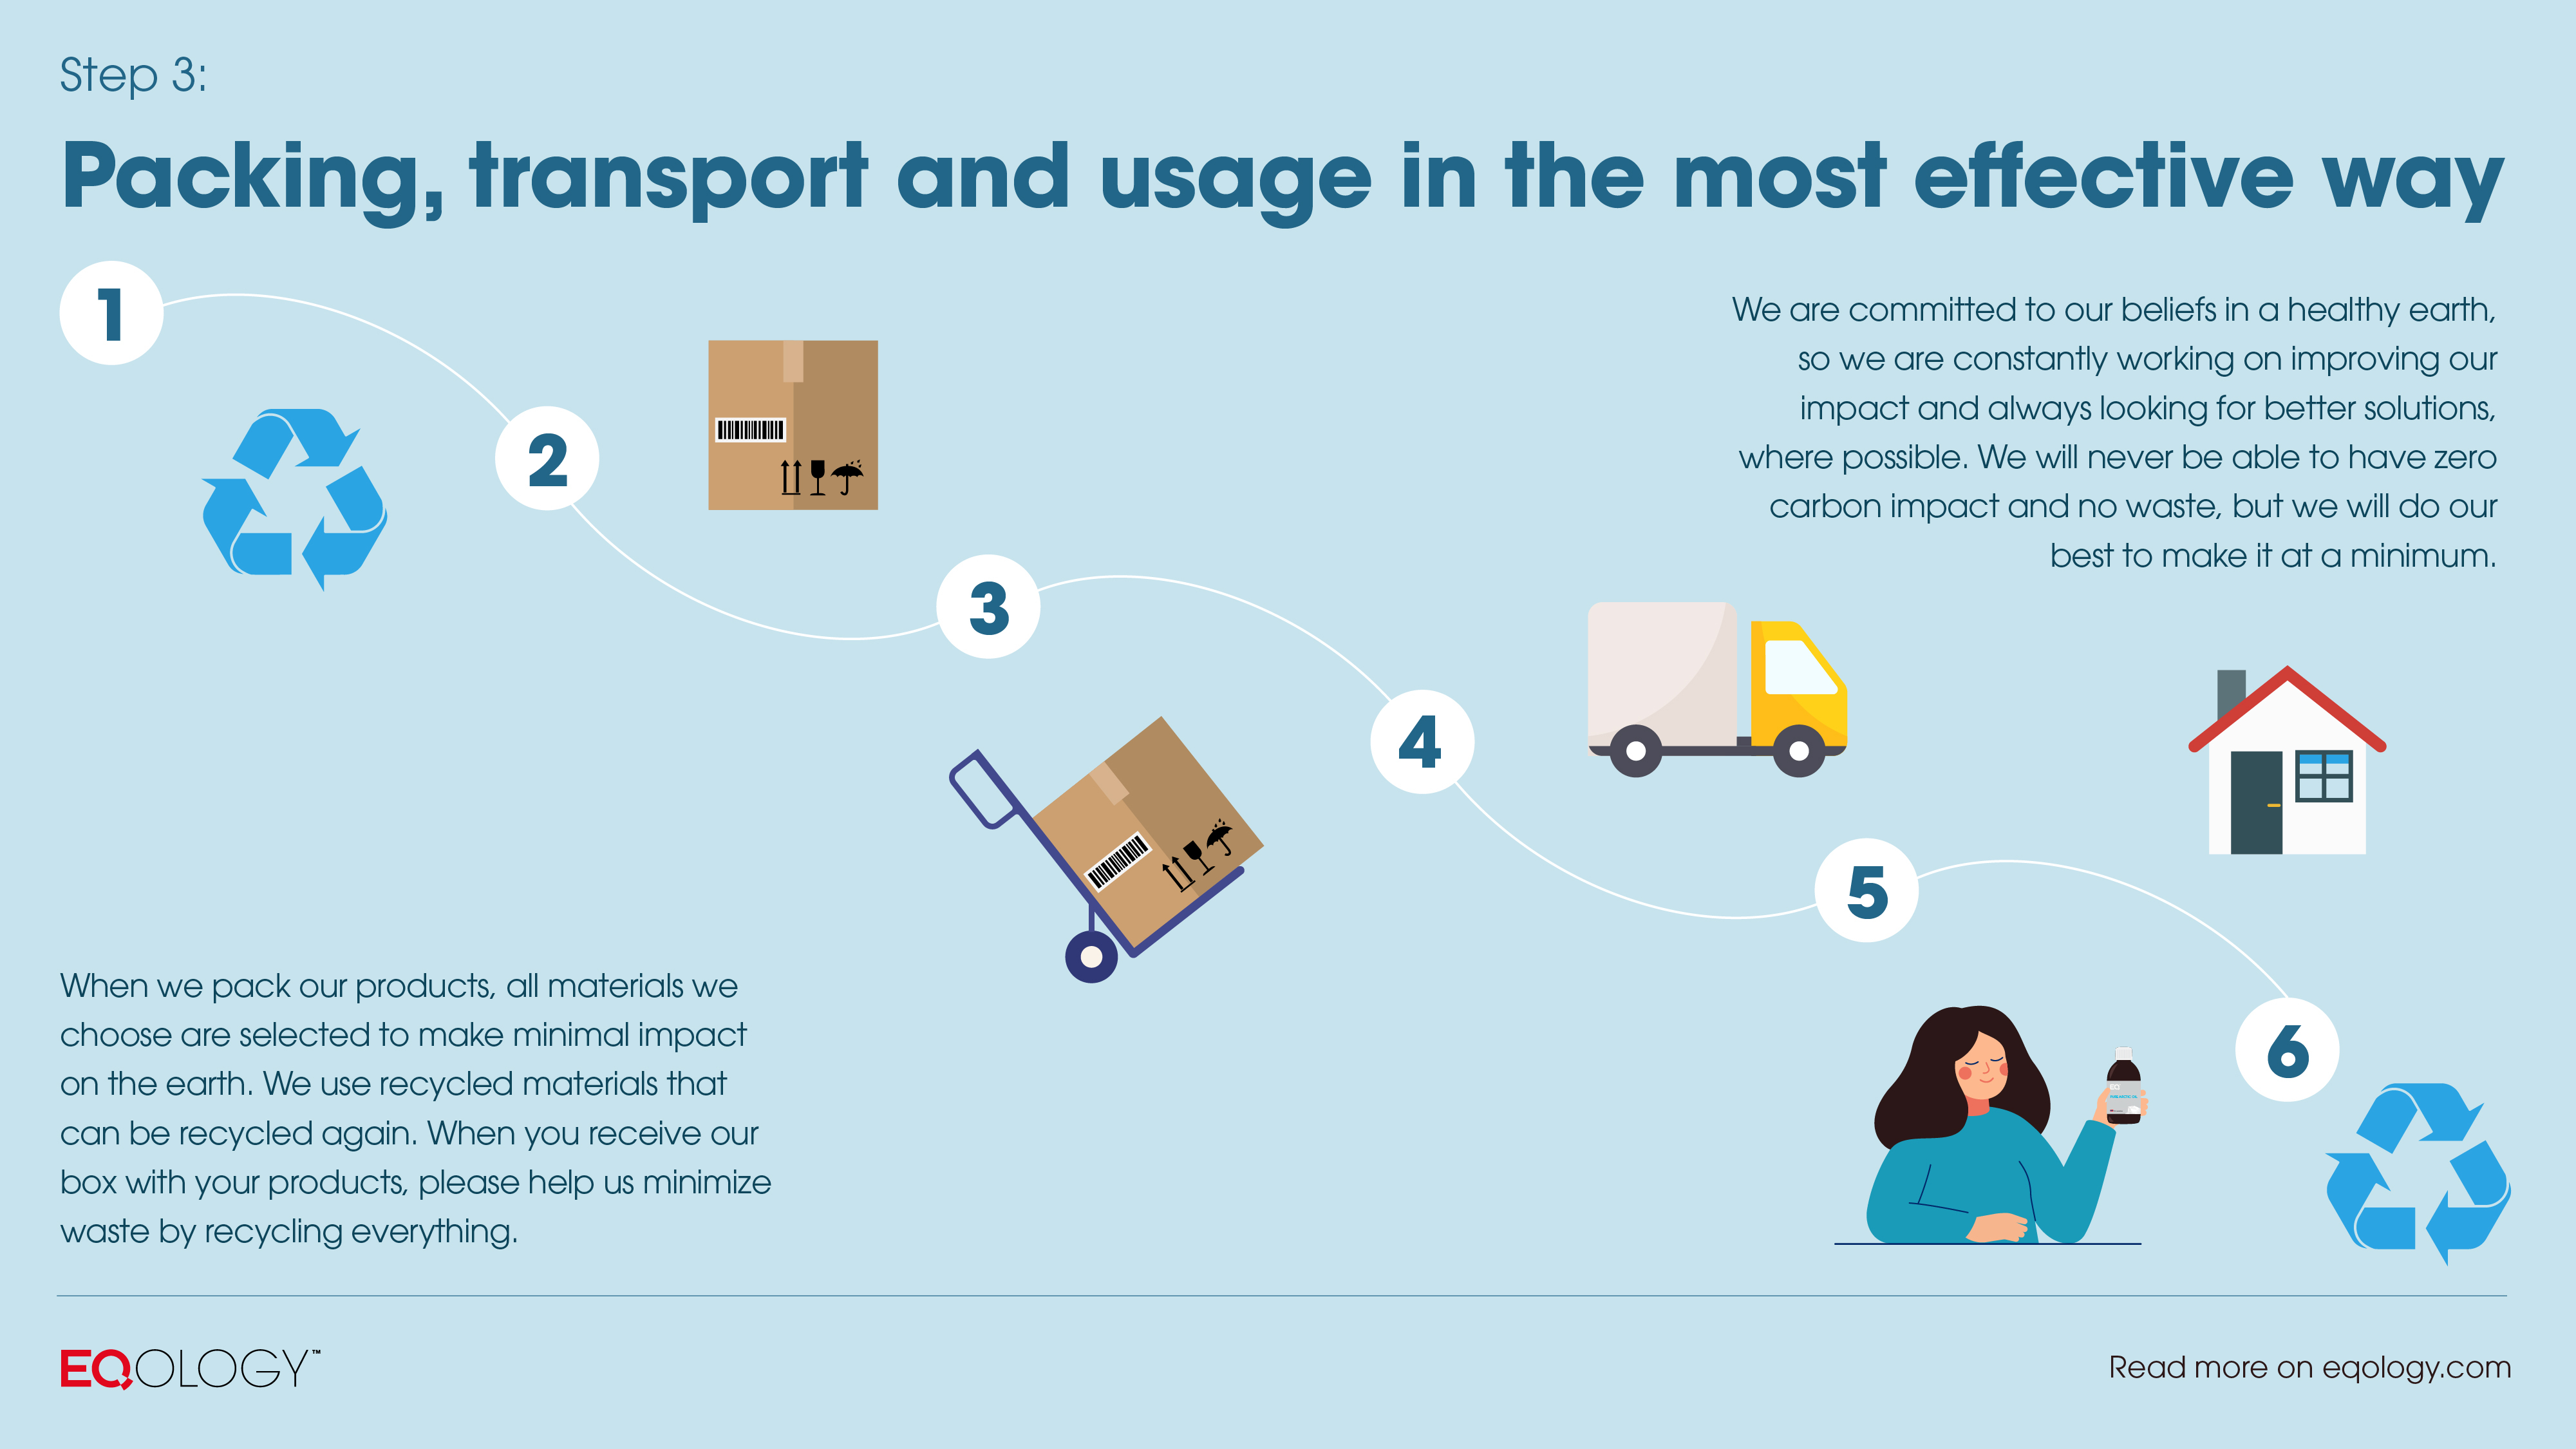 Step 3:
Packing, transport and usage in the most effective way
1
2
3
4
5
6
We are committed to our beliefs in a healthy earth,
so we are constantly working on improving our
impact and always looking for better solutions,
where possible. We will never be able to have zero
carbon impact and no waste, but we will do our
best to make it at a minimum.
When we pack our products, all materials we
choose are selected to make minimal impact
on the earth. We use recycled materials that
can be recycled again. When you receive our
box with your products, please help us minimize
waste by recycling everything.
EQ
EQOLOGY™
Read more on eqology.com